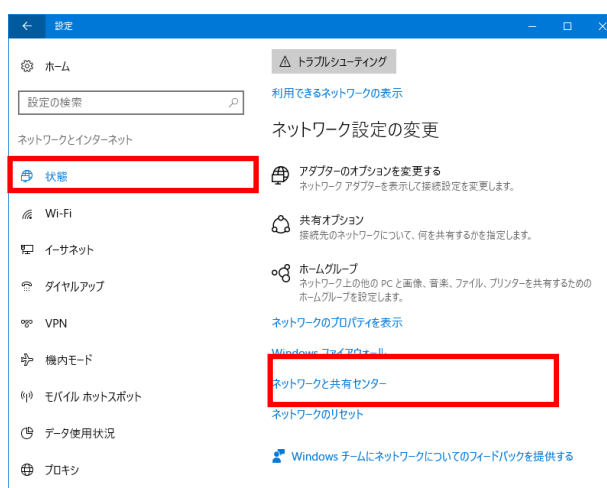 設定
ホーム
設定の検索
ネットワークとインターネット
状態
Wi-Fi
イーサネット
ダイヤルアップ
VPN
機内モード
モバイル ホットスポット
データ使用状況
プロキシ
トラブルシューティング
利用できるネットワークの表示
ネットワーク設定の変更
アダプターのオプションを変更する
ネットワーク アダプターを表示して接続設定を変更します。
共有オプション
接続先のネットワークについて、何を共有するかを指定します。
ホームグループ
ネットワーク上の他の PC と画像、音楽、ファイル、プリンターを共有するための
ホームグループを設定します。
ネットワークのプロパティを表示
Windows ファイアウォール
ネットワークと共有センター
ネットワークのリセット
Windows チームにネットワークについてのフィードバックを提供する